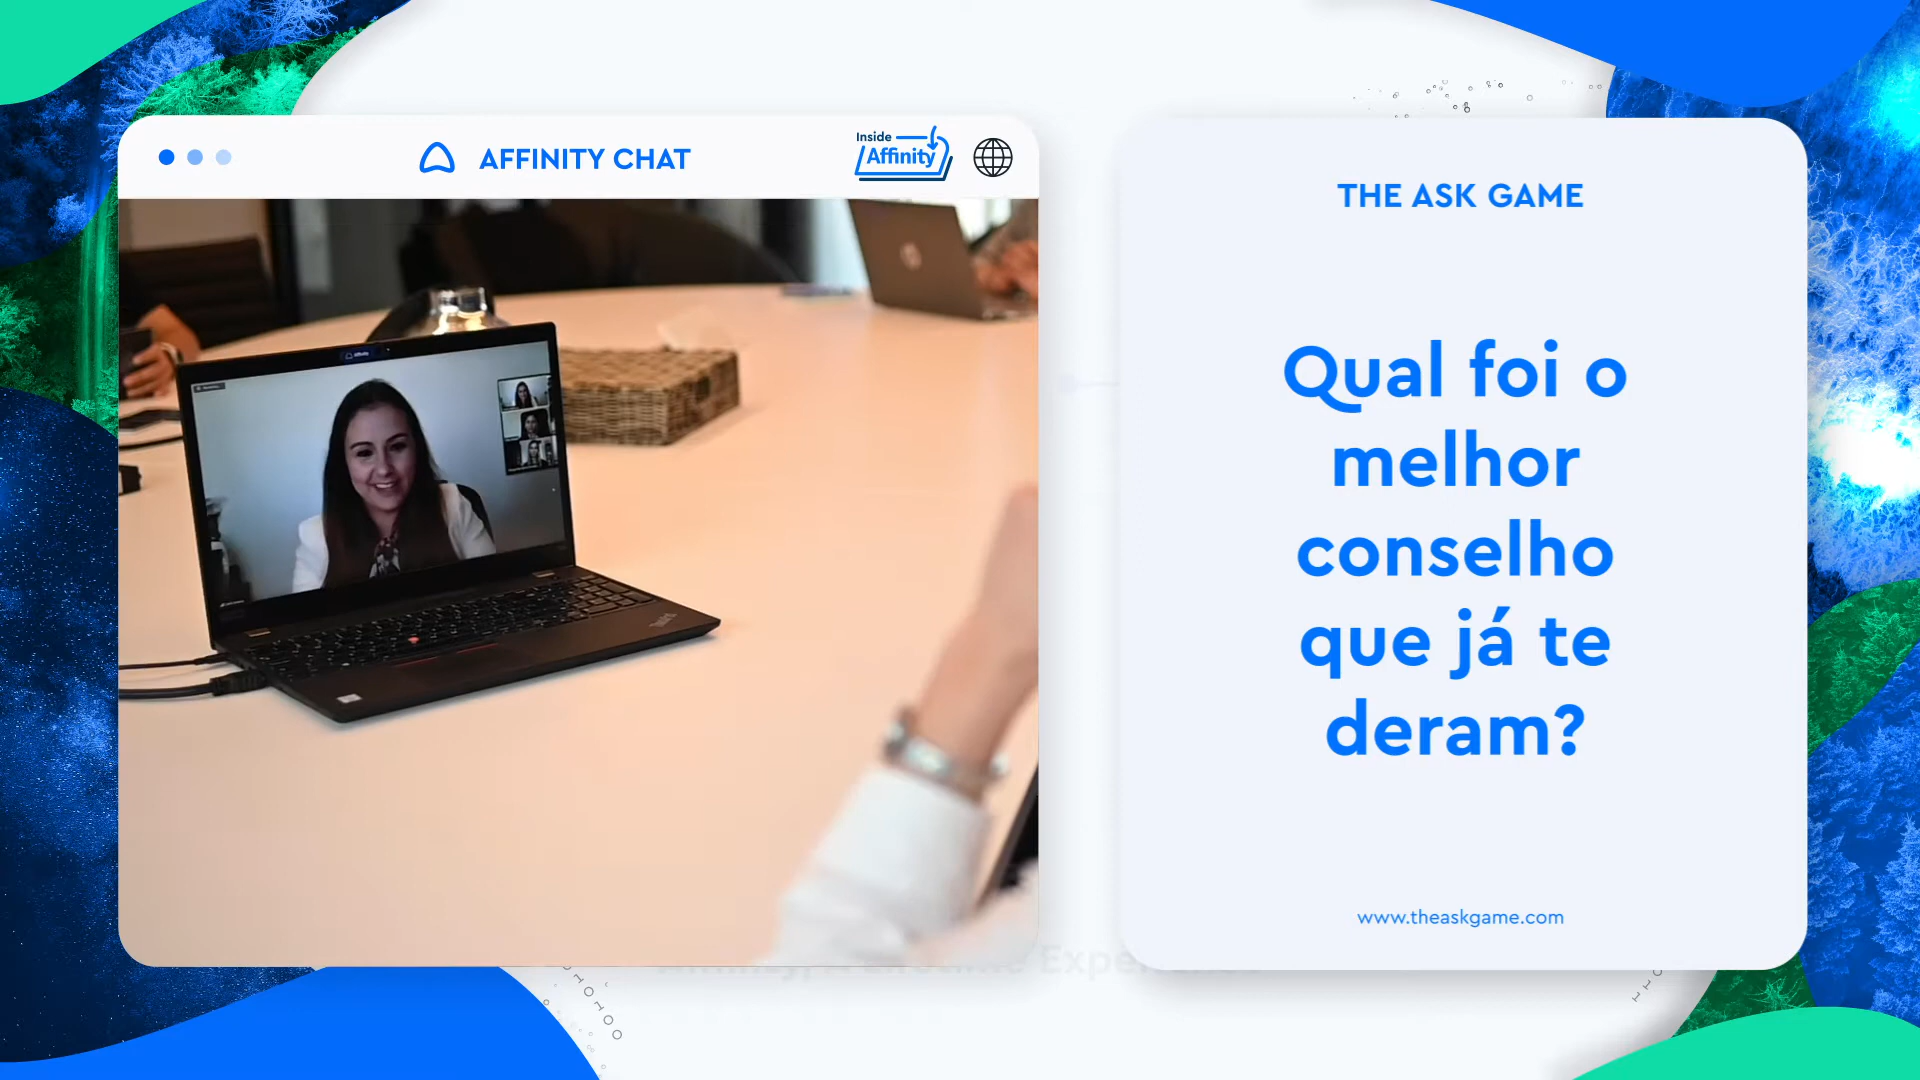 AFFINITY CHAT
Inside
Affinity
THE ASK GAME
Qual foi o
melhor
conselho
que já te
deram?
www.theaskgame.com